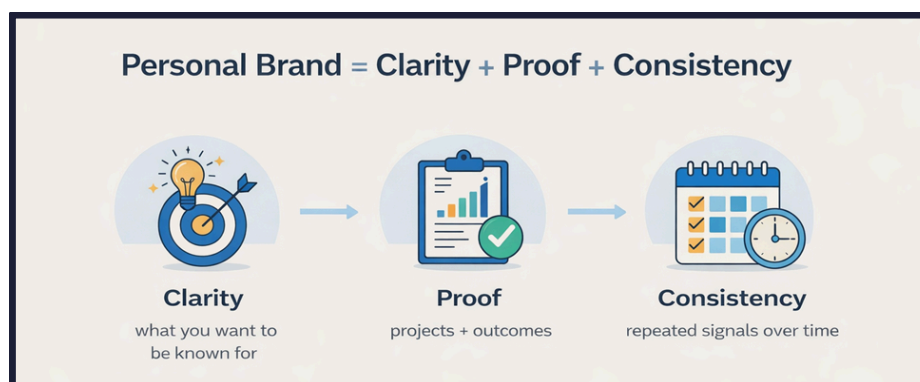 Personal Brand = Clarity + Proof + Consistency
Clarity
what you want to
be known for
Proof
projects + outcomes
Consistency
repeated signals over time